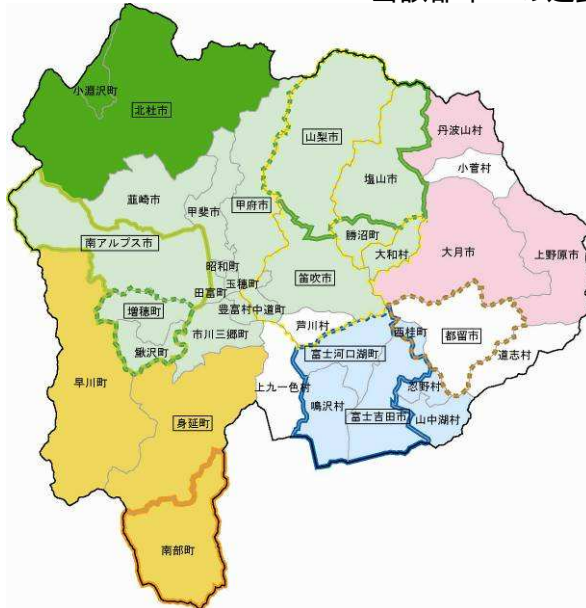 小淵沢町
北杜市
丹波山村
山梨市
小菅村
塩山市
韮崎市
甲斐市
甲府市
勝沼町
大和村
大月市
上野原市
南アルプス市
昭和町
玉穂町
田富町
笛吹市
増穂町
豊富村
中道町
芦川村
西桂町
都留市
市川三郷町
鰍沢町
富士河口湖町
道志村
忍野村
早川町
上九一色村
鳴沢村
富士吉田市
山中湖村
身延町
南部町